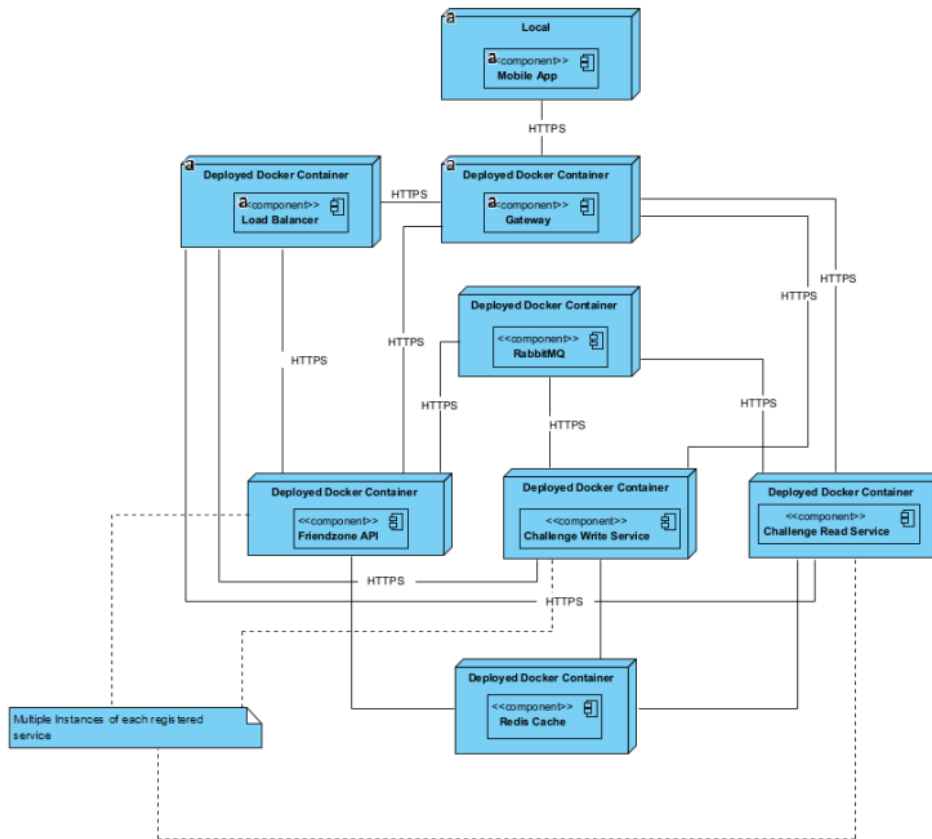 Local
<<component>>
Mobile App
HTTPS
Deployed Docker Container
<<component>>
Load Balancer
HTTPS
Deployed Docker Container
<<component>>
Gateway
HTTPS
HTTPS
Deployed Docker Container
<<component>>
RabbitMQ
HTTPS
HTTPS
HTTPS
HTTPS
HTTPS
Deployed Docker Container
<<component>>
Friendzone API
Deployed Docker Container
<<component>>
Challenge Write Service
Deployed Docker Container
<<component>>
Challenge Read Service
HTTPS
HTTPS
Deployed Docker Container
<<component>>
Redis Cache
Multiple Instances of each registered
service